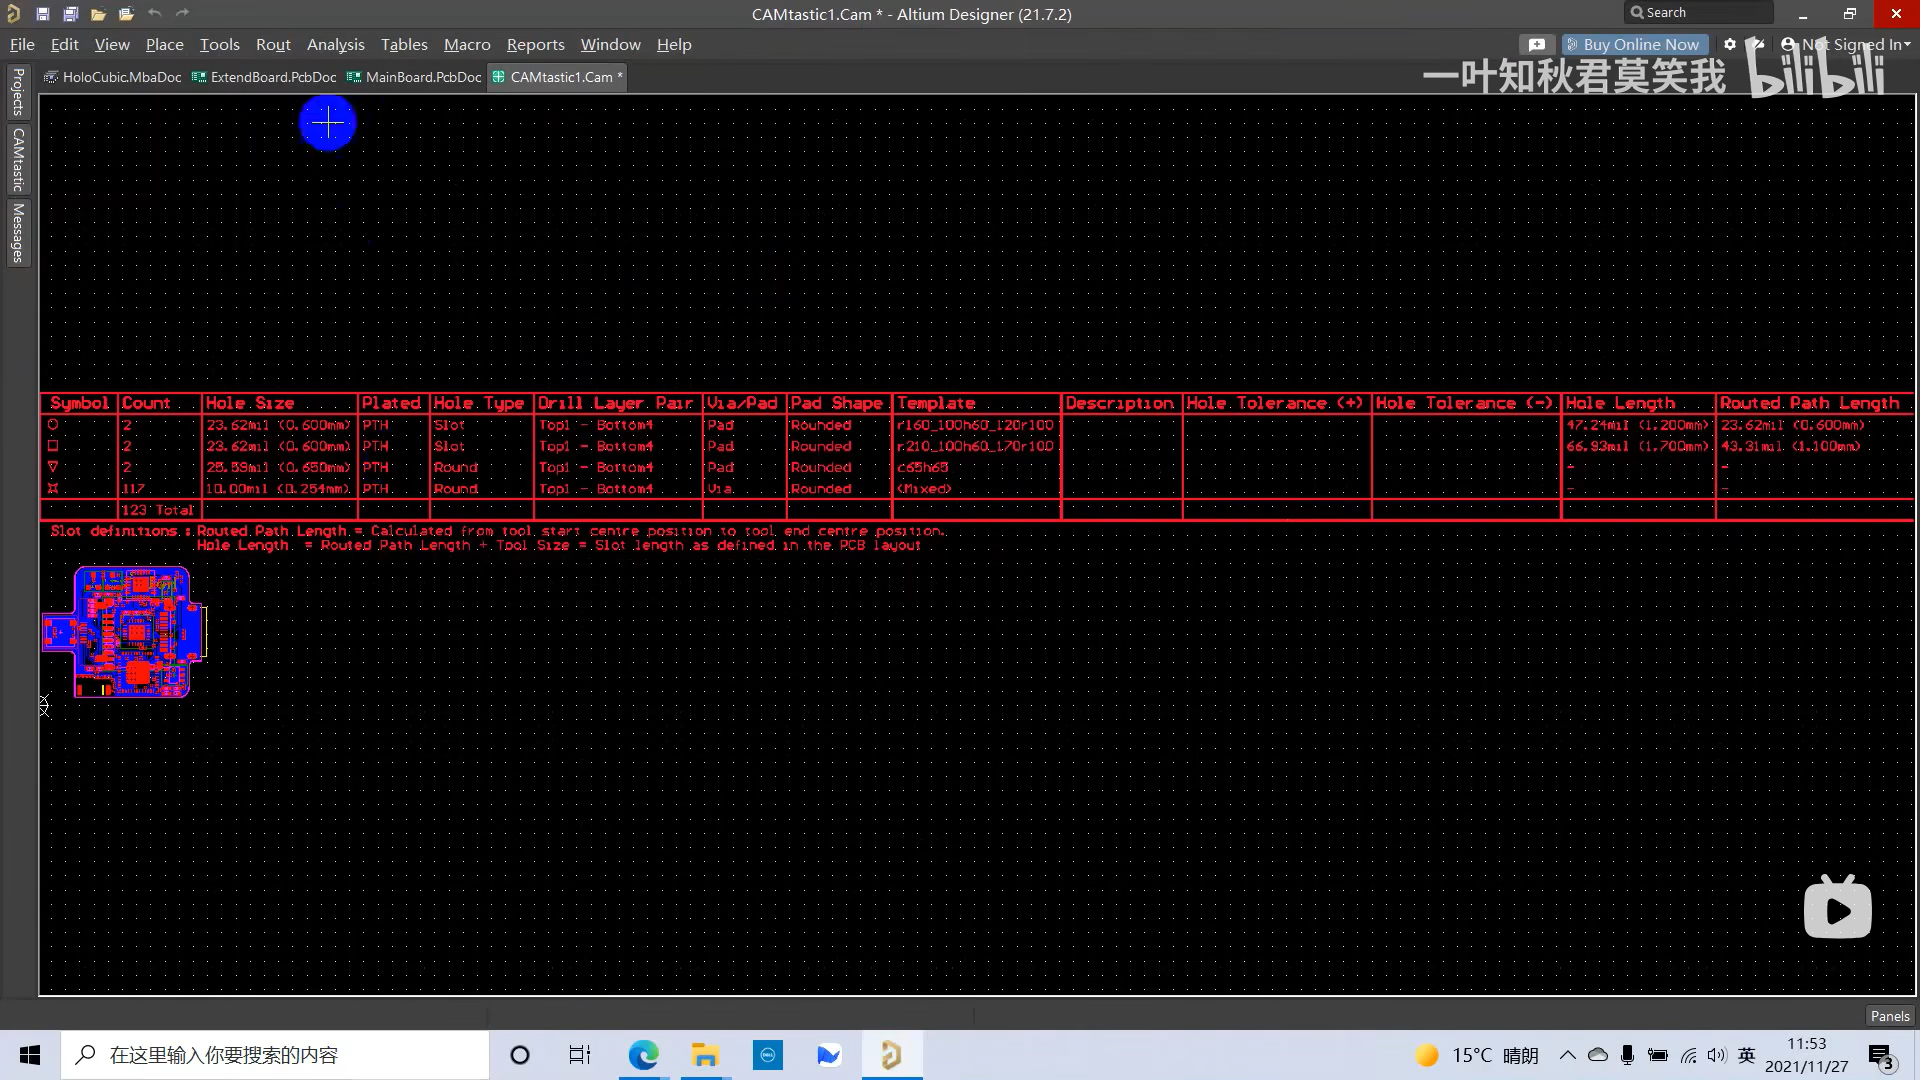 CAMtastic1.Cam * - Altium Designer (21.7.2)
Search
File Edit View Place Tools Rout Analysis Tables Macro Reports Window Help
Buy Online Now
Not Signed In
HoloCubic.MbaDoc ExtendBoard.PcbDoc MainBoard.PcbDoc CAMtastic1.Cam *
一叶知秋君莫笑我 bilibili
Projects
CAMtastic
Messages
Symbol Count Hole Size Plated Hole Type Drill Layer Pair Via/Pad Pad Shape Template Description Hole Tolerance (+) Hole Tolerance (-) Hole Length Routed Path Length
2 23.62mil (0.600mm) PTH Slot Top1 - Bottom4 Pad Rounded r160_100h60_120r100 47.24mil (1.200mm) 23.62mil (0.600mm)
2 23.62mil (0.600mm) PTH Slot Top1 - Bottom4 Pad Rounded r210_100h60_170r100 66.93mil (1.700mm) 43.31mil (1.100mm)
2 25.59mil (0.650mm) PTH Round Top1 - Bottom4 Pad Rounded c65h65 - -
117 10.00mil (0.254mm) PTH Round Top1 - Bottom4 Via Rounded (Mixed) - -
123 Total
Slot definitions : Routed Path Length = Calculated from tool start centre position to tool end centre position.
Hole Length = Routed Path Length + Tool Size = Slot length as defined in the PCB layout
Panels
在这里输入你要搜索的内容
DELL
15°C 晴朗
英
11:53
2021/11/27
3